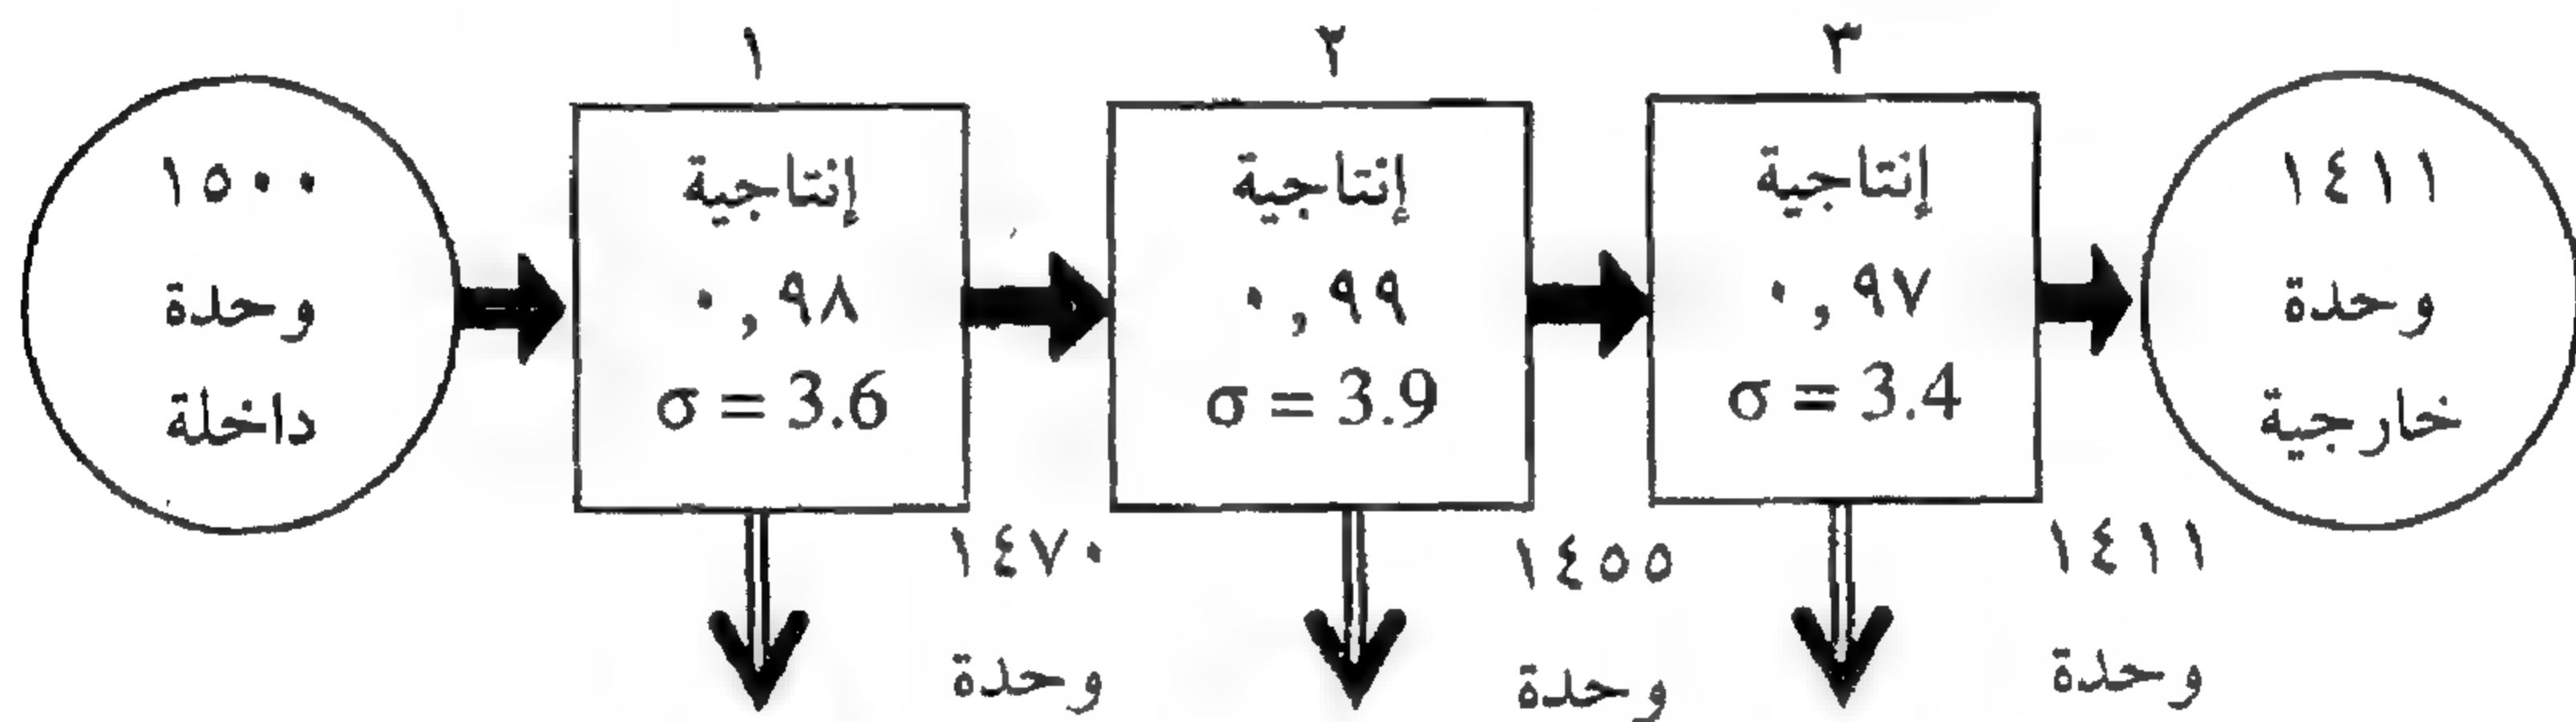 ١
٢
٣
١٥٠٠
وحدة
داخلة
إنتاجية
٠,٩٨
σ = 3.6
إنتاجية
٠,٩٩
σ = 3.9
إنتاجية
٠,٩٧
σ = 3.4
١٤١١
وحدة
خارجية
١٤٧٠
وحدة
١٤٥٥
وحدة
١٤١١
وحدة